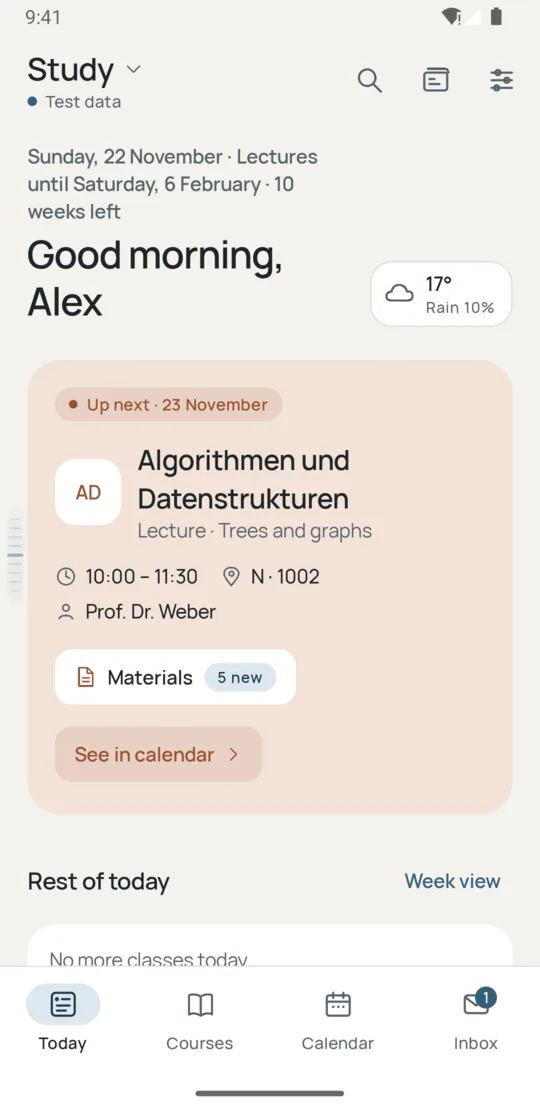 9:41
Study
Test data
Sunday, 22 November · Lectures
until Saturday, 6 February · 10
weeks left
Good morning,
Alex
17°
Rain 10%
Up next · 23 November
AD
Algorithmen und
Datenstrukturen
Lecture · Trees and graphs
10:00 – 11:30
N · 1002
Prof. Dr. Weber
Materials
5 new
See in calendar
Rest of today
Week view
No more classes today
1
Today
Courses
Calendar
Inbox